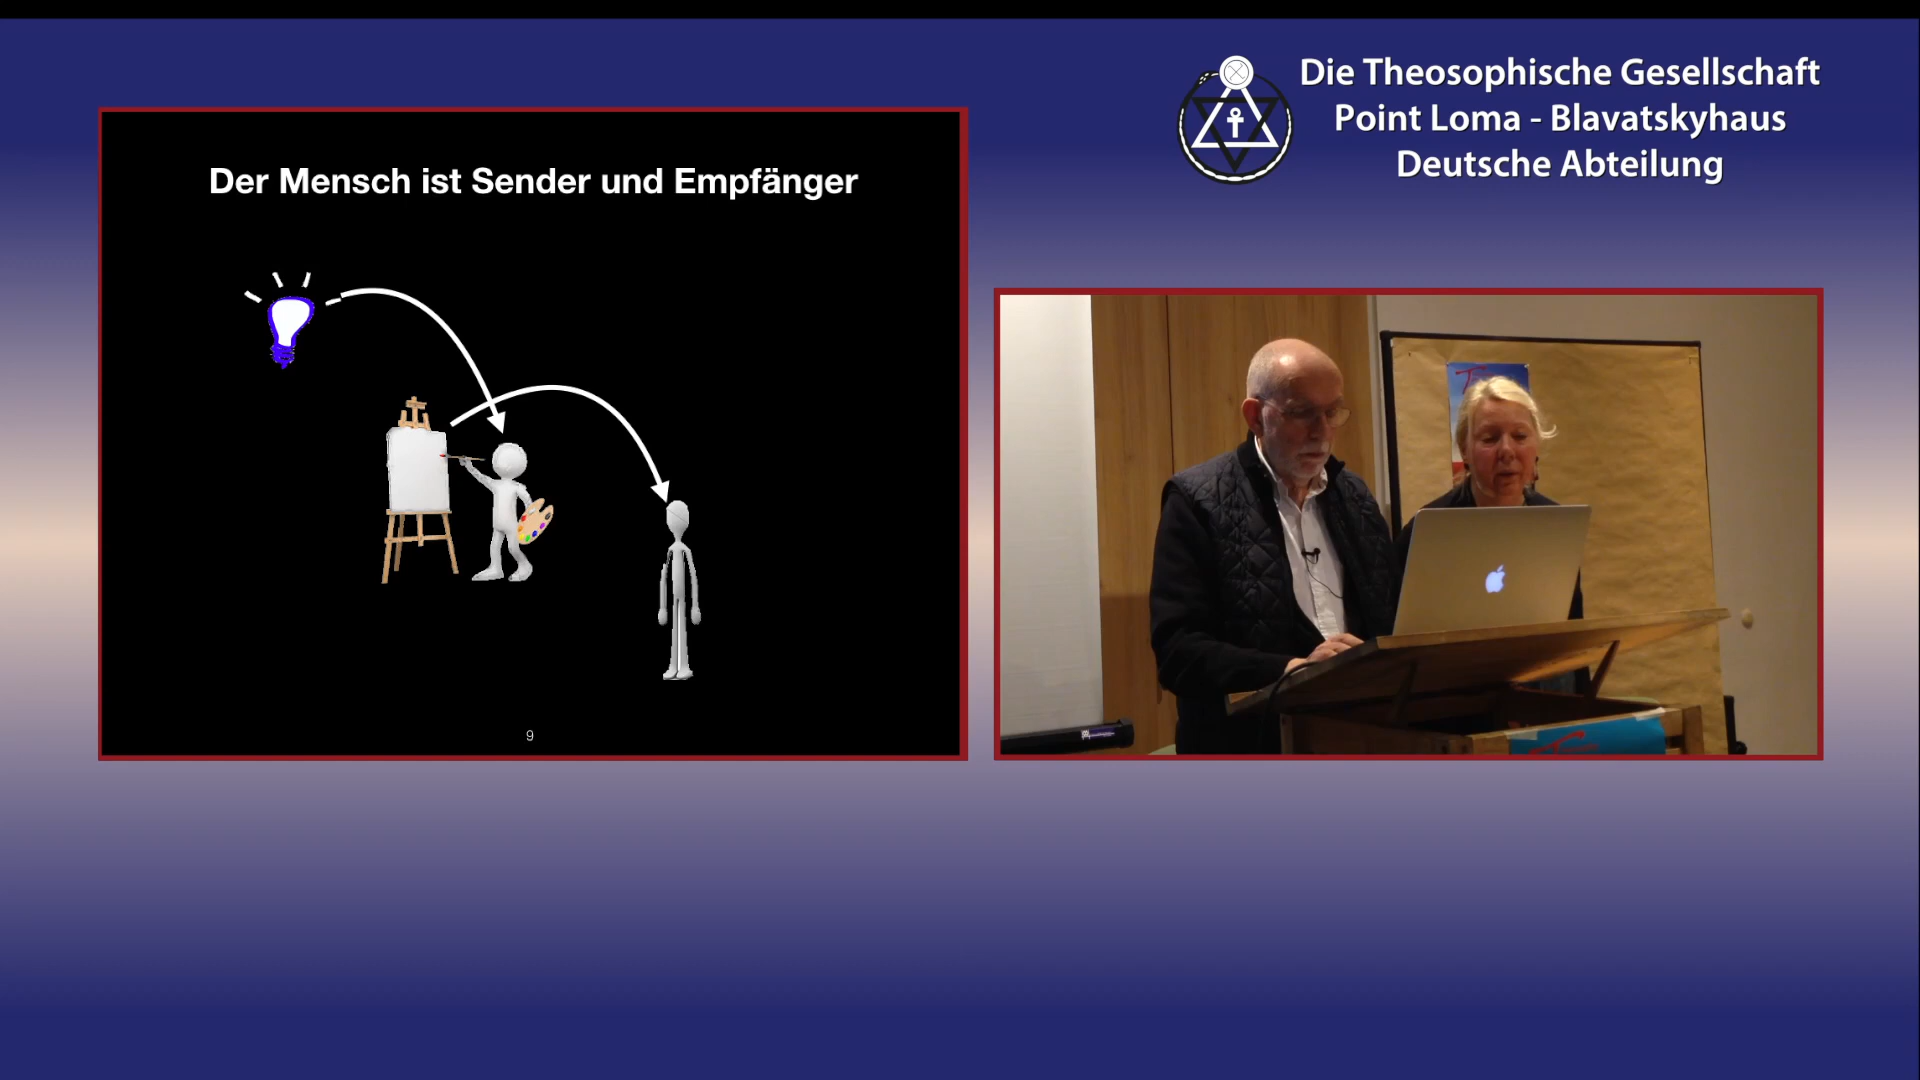 Die Theosophische Gesellschaft
Point Loma - Blavatskyhaus
Deutsche Abteilung
Der Mensch ist Sender und Empfänger
9